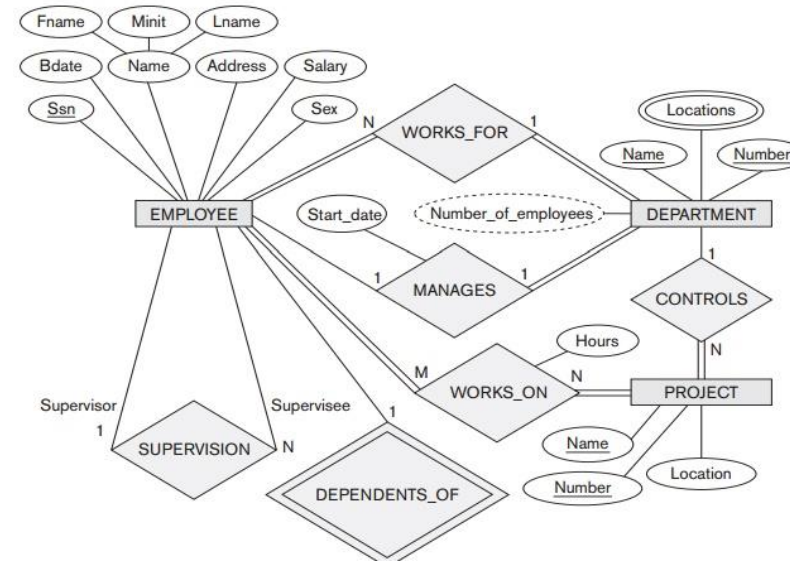 Fname Minit Lname
Bdate Name Address Salary
Ssn Sex
N WORKS_FOR 1
Locations
Name Number
EMPLOYEE Start_date Number_of_employees DEPARTMENT
1 MANAGES 1
1
CONTROLS
N
Hours
M WORKS_ON N PROJECT
Supervisor Supervisee
1 SUPERVISION N
1
Name
Number Location
DEPENDENTS_OF